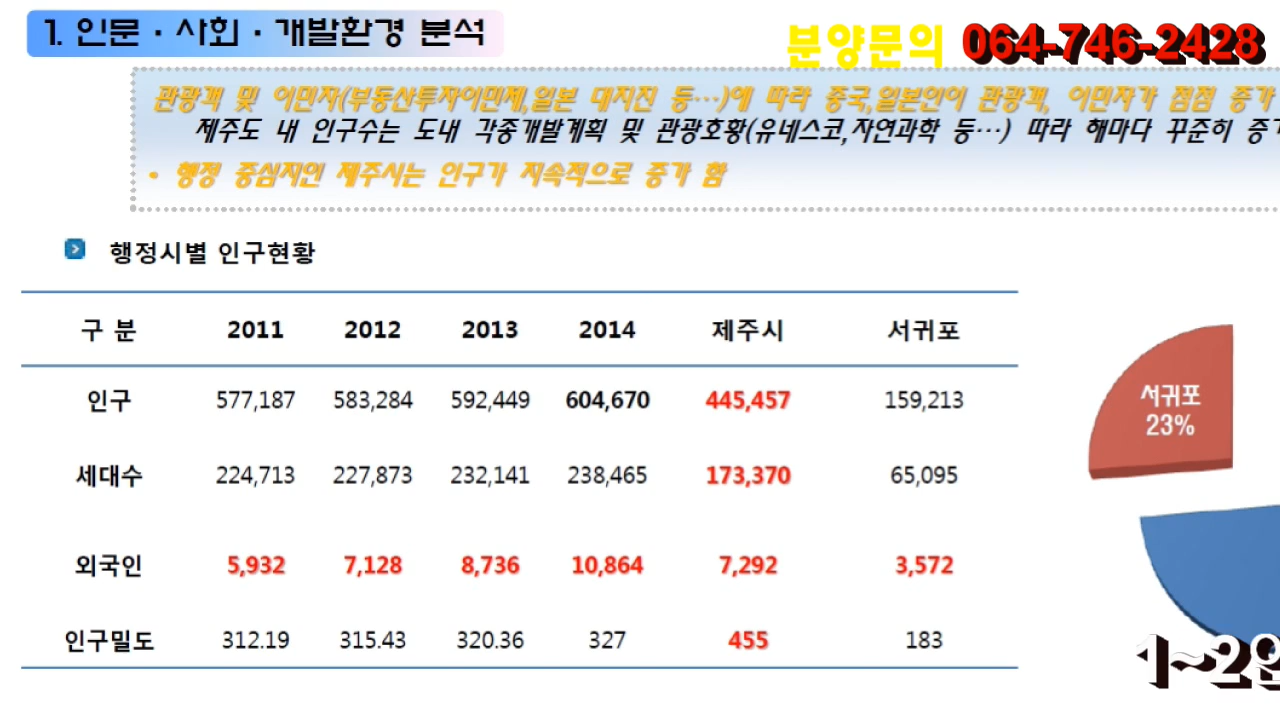 1. 인문·사회·개발환경 분석
분양문의 064-746-2428
관광객 및 이민자(부동산투자이민제,일본 대지진 등…)에 따라 중국,일본인이 관광객, 이민자가 점점 증가
제주도 내 인구수는 도내 각종개발계획 및 관광호황(유네스코,자연과학 등…) 따라 해마다 꾸준히 증가
• 행정 중심지인 제주시는 인구가 지속적으로 증가 함
행정시별 인구현황
구 분 2011 2012 2013 2014 제주시 서귀포
인구 577,187 583,284 592,449 604,670 445,457 159,213
세대수 224,713 227,873 232,141 238,465 173,370 65,095
외국인 5,932 7,128 8,736 10,864 7,292 3,572
인구밀도 312.19 315.43 320.36 327 455 183
서귀포
23%
1~2인